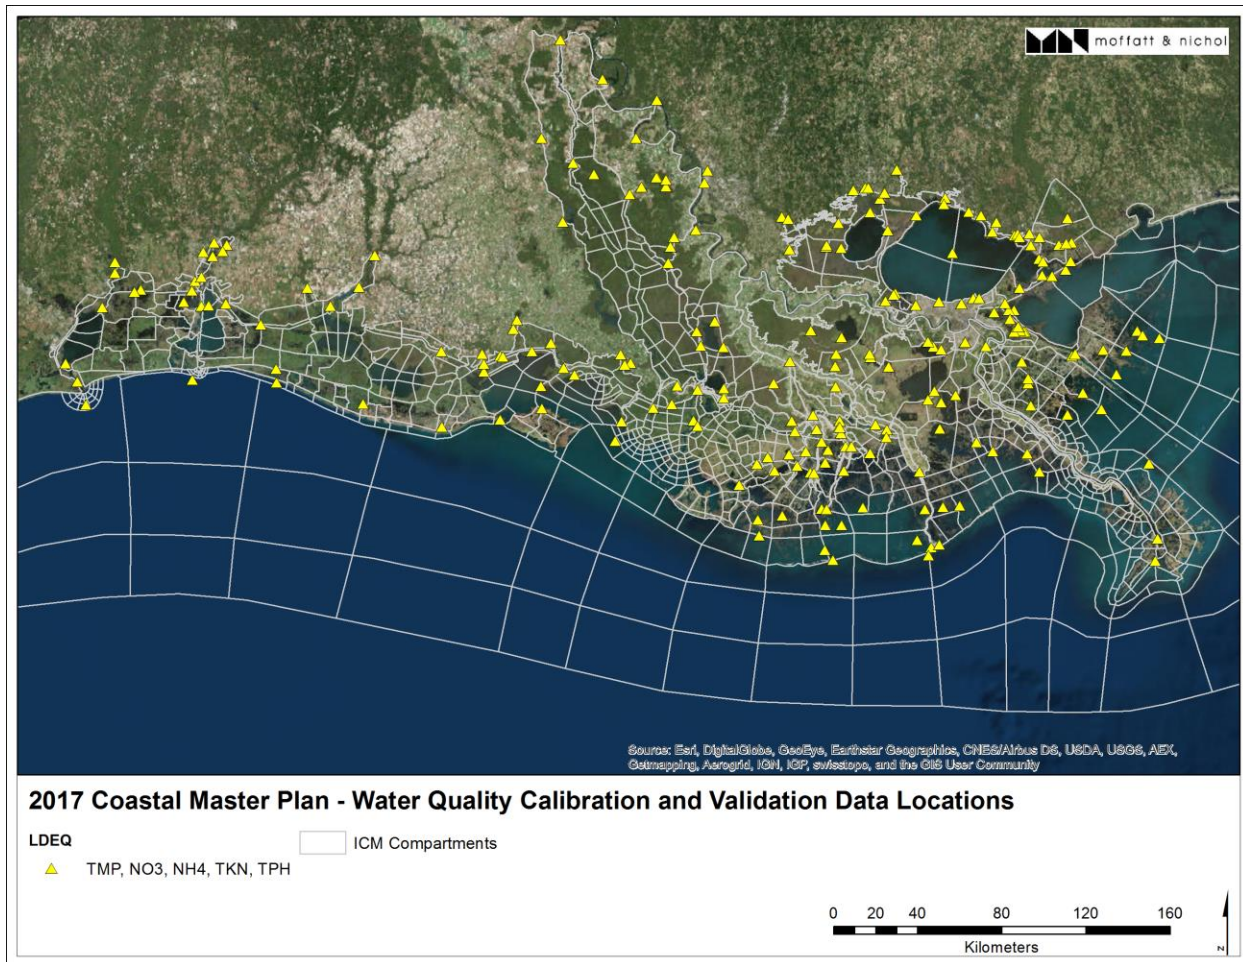 moffatt & nichol
Source: Esri, DigitalGlobe, GeoEye, Earthstar Geographics, CNES/Airbus DS, USDA, USGS, AEX,
Getmapping, Aerogrid, IGN, IGP, swisstopo, and the GIS User Community
2017 Coastal Master Plan - Water Quality Calibration and Validation Data Locations
LDEQ
ICM Compartments
TMP, NO3, NH4, TKN, TPH
0 20 40 80 120 160
Kilometers
N